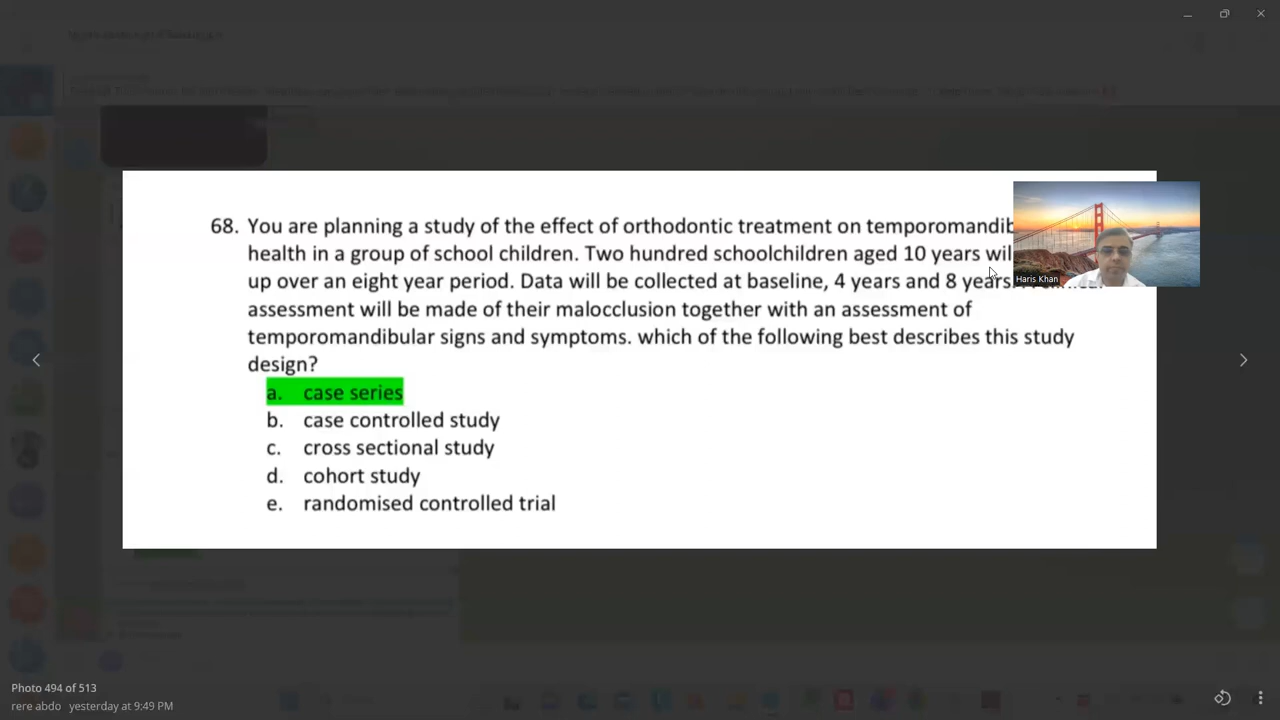 68. You are planning a study of the effect of orthodontic treatment on
health in a group of school children. Two hundred schoolchildren aged 10 years
up over an eight year period. Data will be collected at baseline, 4 years and 8 years.
assessment will be made of their malocclusion together with an assessment of
temporomandibular signs and symptoms. which of the following best describes this study
design?
a. case series
b. case controlled study
c. cross sectional study
d. cohort study
e. randomised controlled trial
Haris Khan
Photo 494 of 513
rere abdo yesterday at 9:49 PM